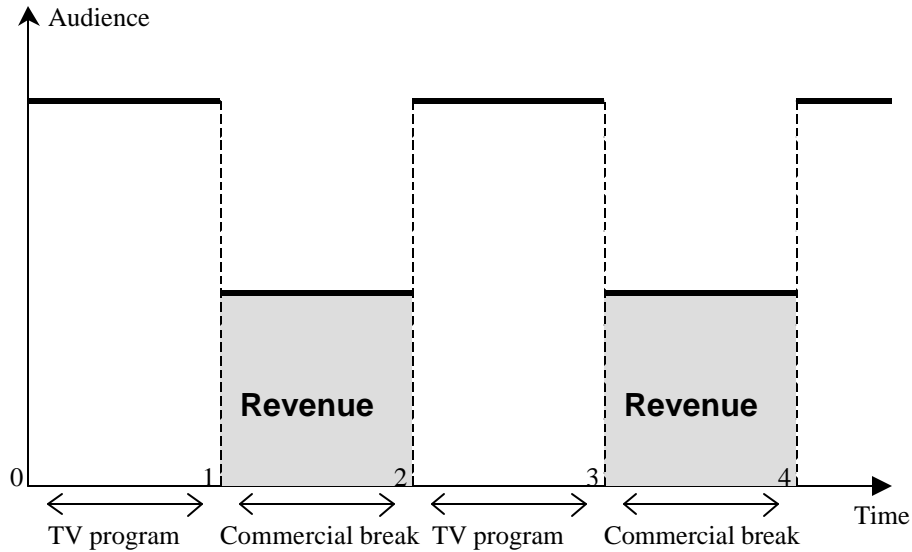 Audience
Revenue Revenue
0 1 2 3 4
Time
TV program Commercial break TV program Commercial break